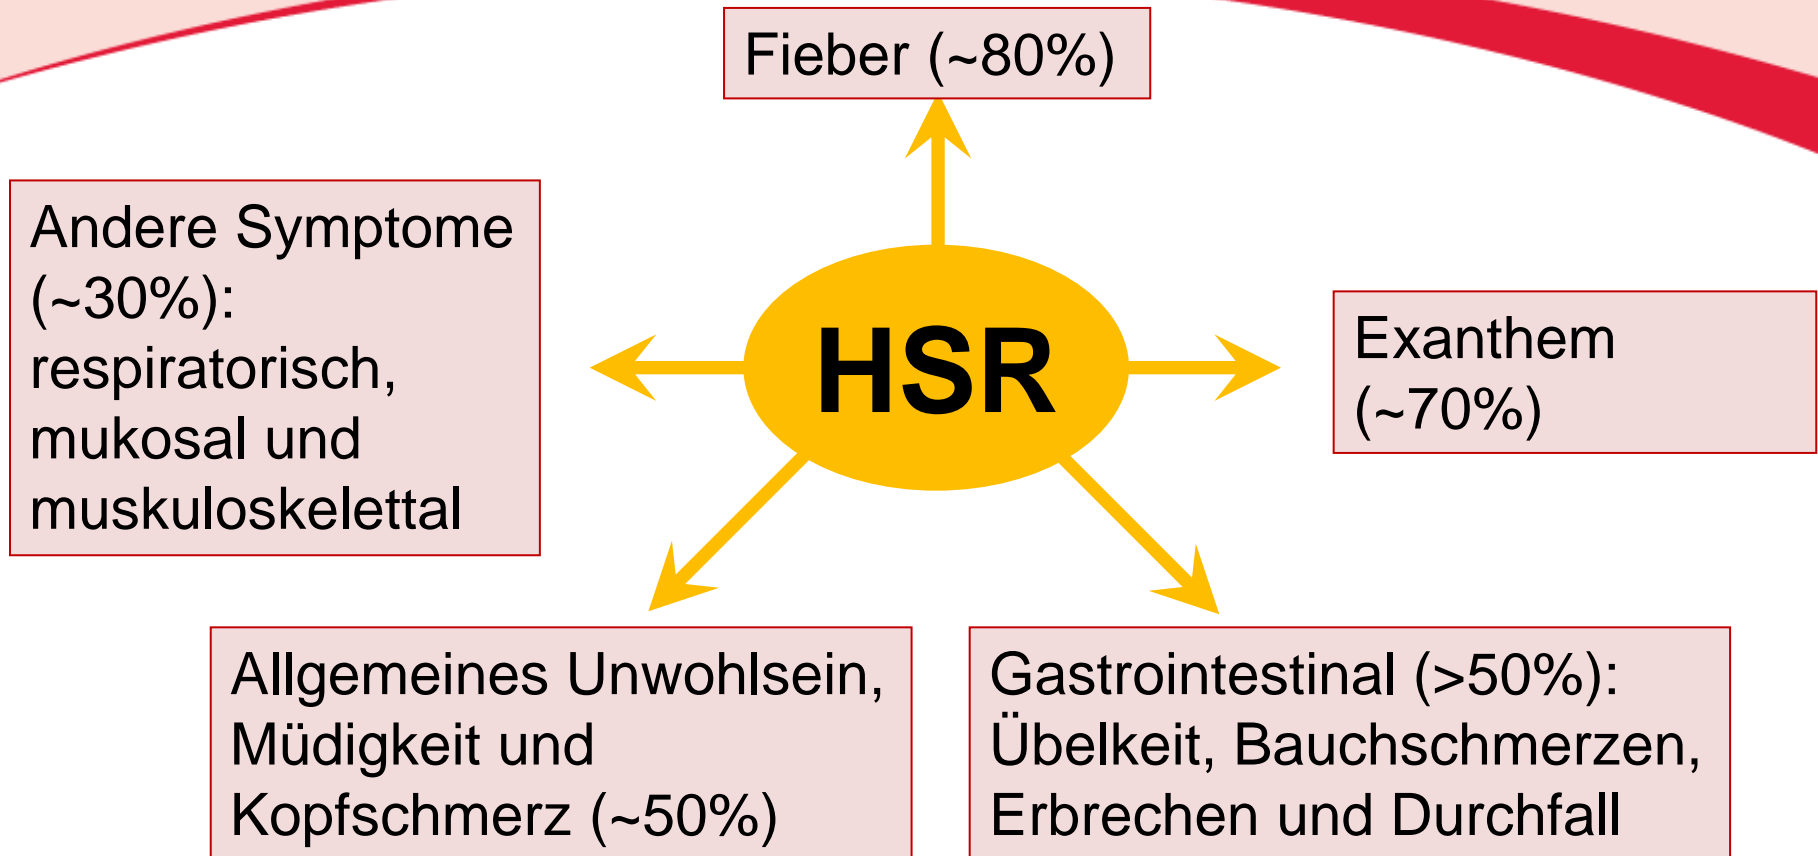 Fieber (~80%)
Andere Symptome
(~30%):
respiratorisch,
mukosal und
muskuloskelettal
HSR
Exanthem
(~70%)
Allgemeines Unwohlsein,
Müdigkeit und
Kopfschmerz (~50%)
Gastrointestinal (>50%):
Übelkeit, Bauchschmerzen,
Erbrechen und Durchfall